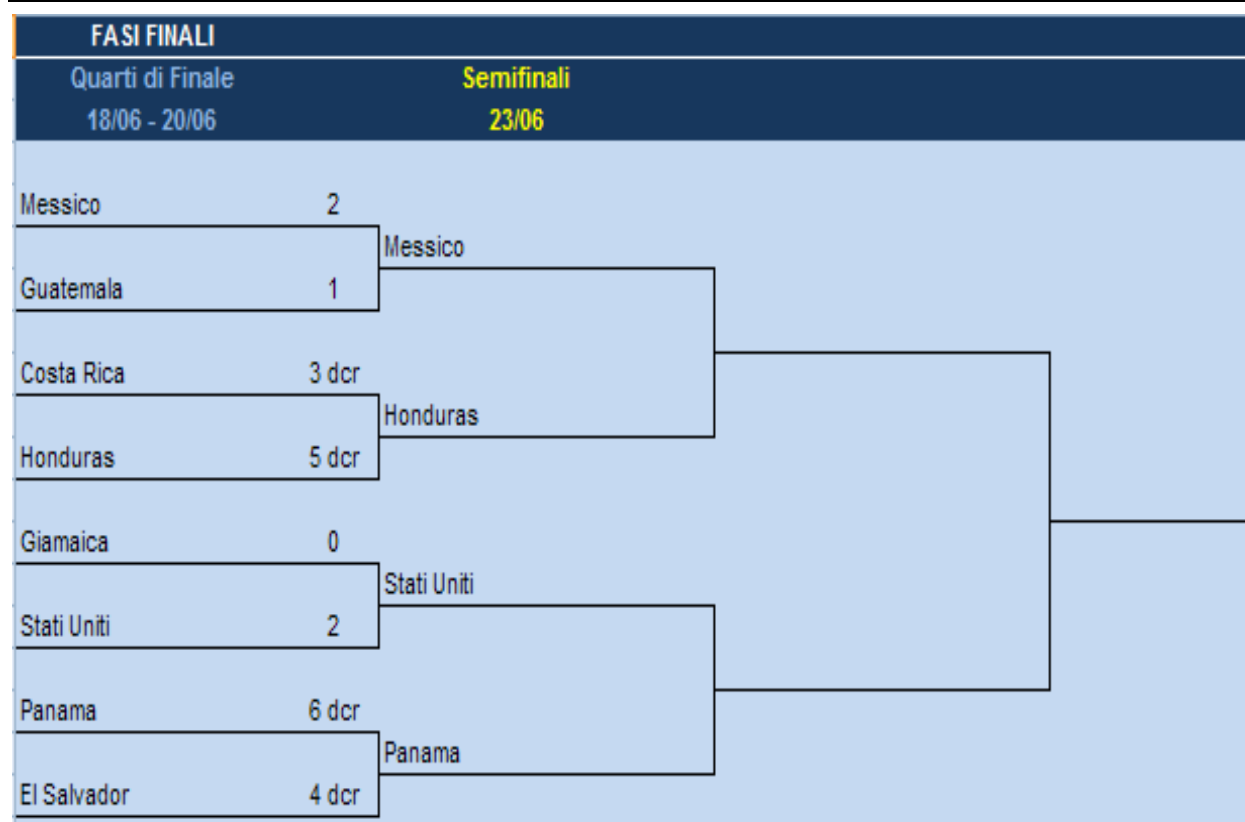 FASI FINALI
Quarti di Finale Semifinali
18/06 - 20/06 23/06
Messico 2
Messico
Guatemala 1
Costa Rica 3 dcr
Honduras
Honduras 5 dcr
Giamaica 0
Stati Uniti
Stati Uniti 2
Panama 6 dcr
Panama
El Salvador 4 dcr